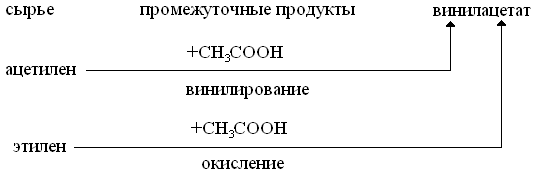 сырье промежуточные продукты винилацетат
+CH₃COOH
ацетилен
винилирование
+CH₃COOH
этилен
окисление